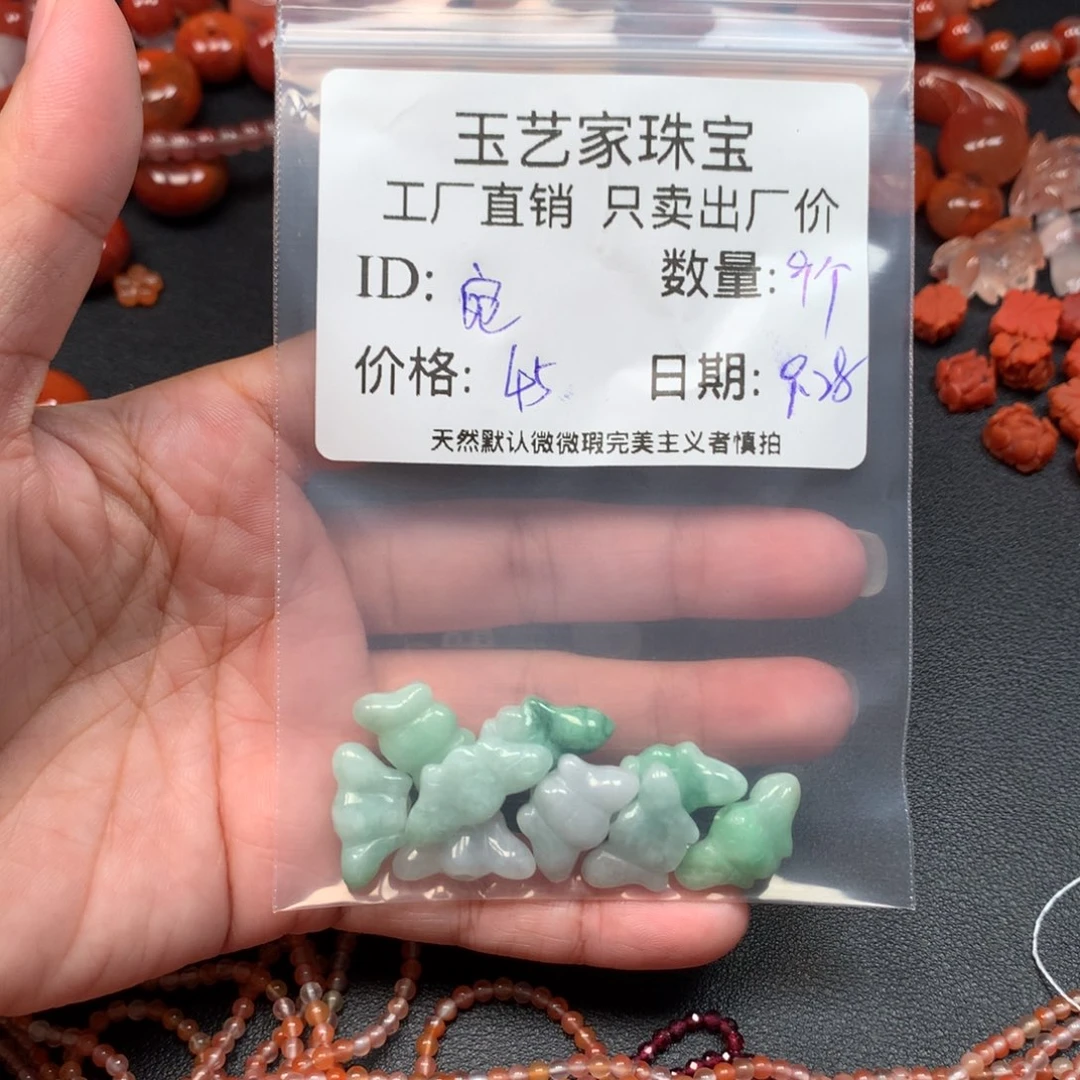 玉艺家珠宝
工厂直销 只卖出厂价
ID: 宛 数量: 9个
价格: 45 日期: 9.28
天然默认微微瑕完美主义者慎拍